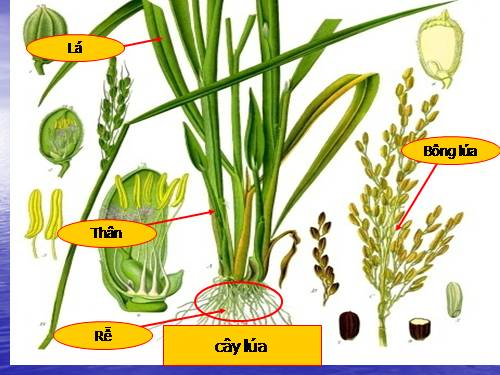 Lá
Bông lúa
Thân
Rễ
cây lúa